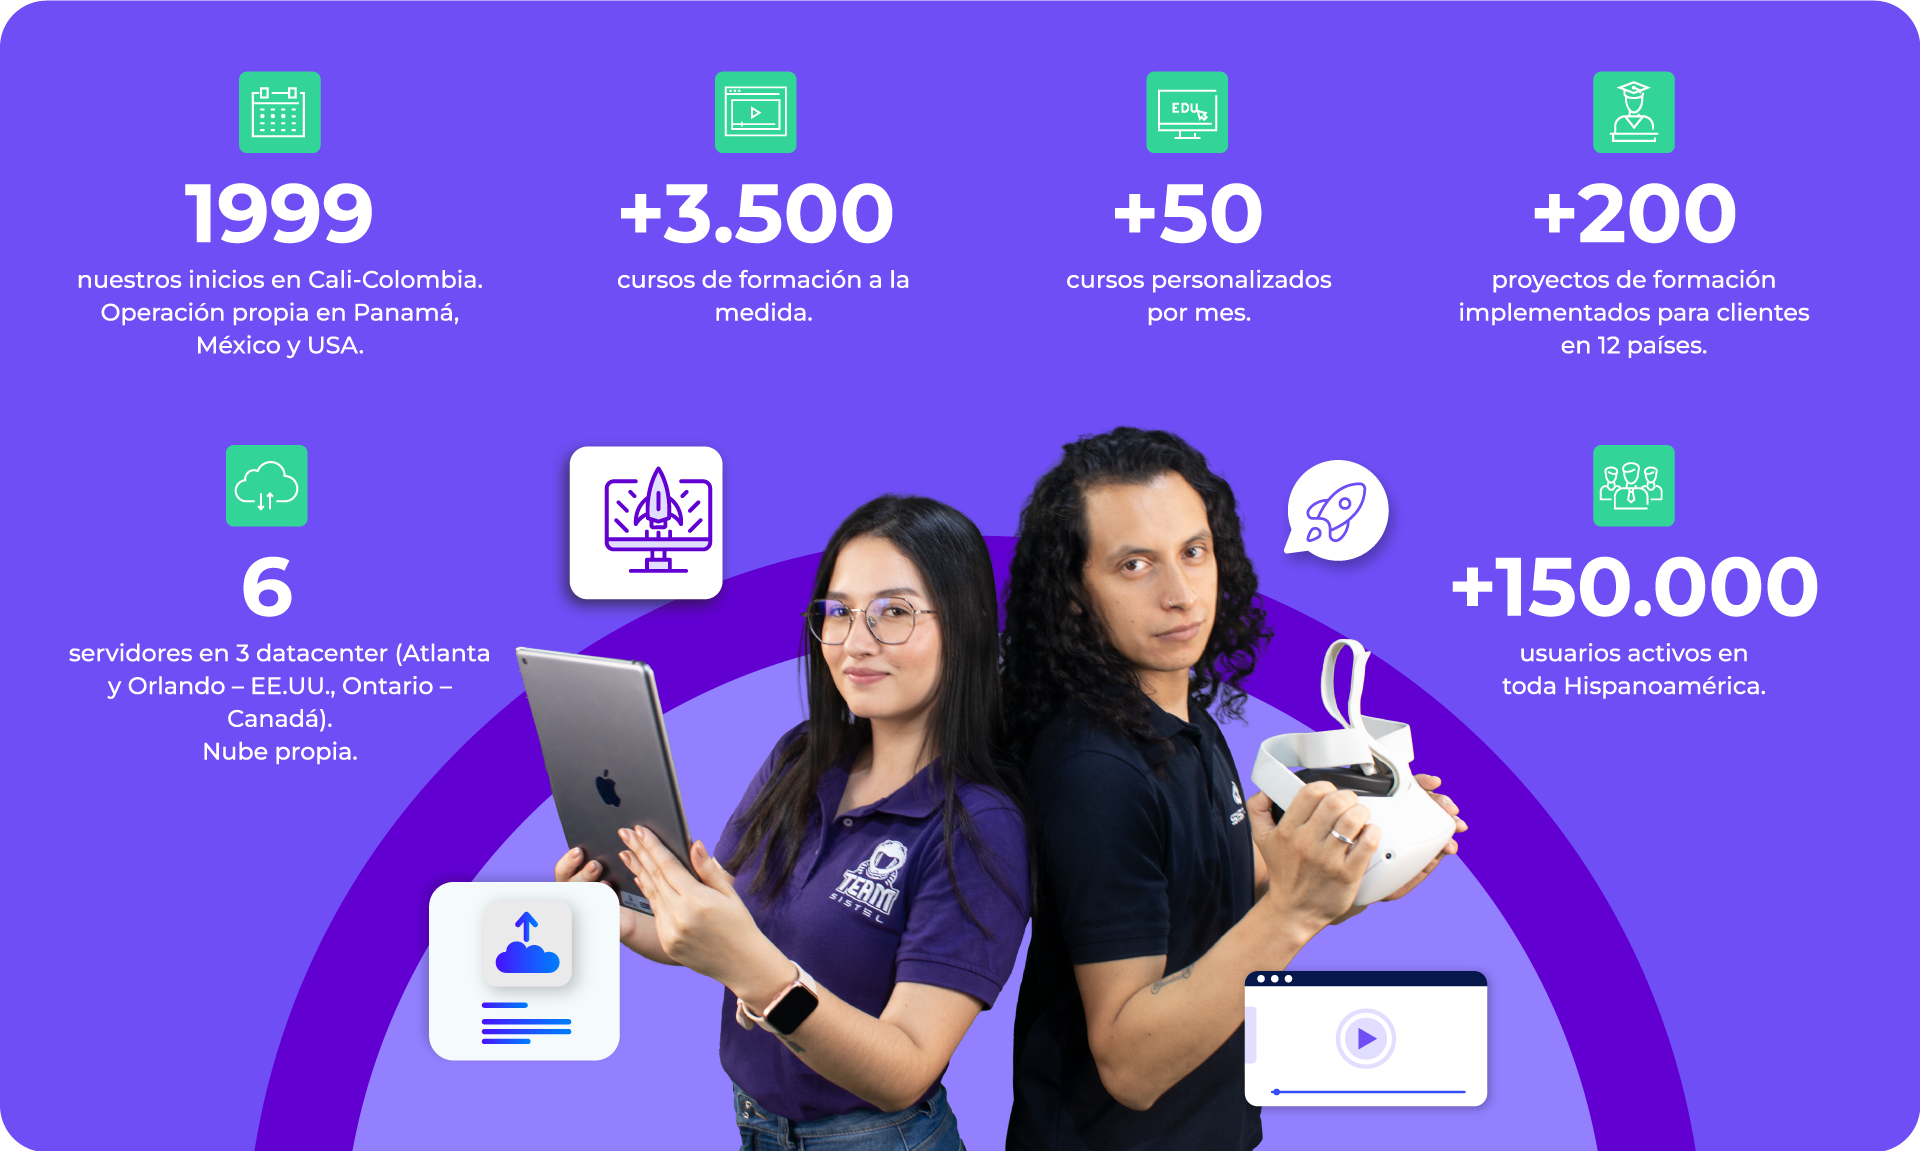 1999
nuestros inicios en Cali-Colombia.
Operación propia en Panamá,
México y USA.
+3.500
cursos de formación a la
medida.
EDU
+50
cursos personalizados
por mes.
+200
proyectos de formación
implementados para clientes
en 12 países.
6
servidores en 3 datacenter (Atlanta
y Orlando – EE.UU., Ontario –
Canadá).
Nube propia.
+150.000
usuarios activos en
toda Hispanoamérica.
TEAM
SISTEL